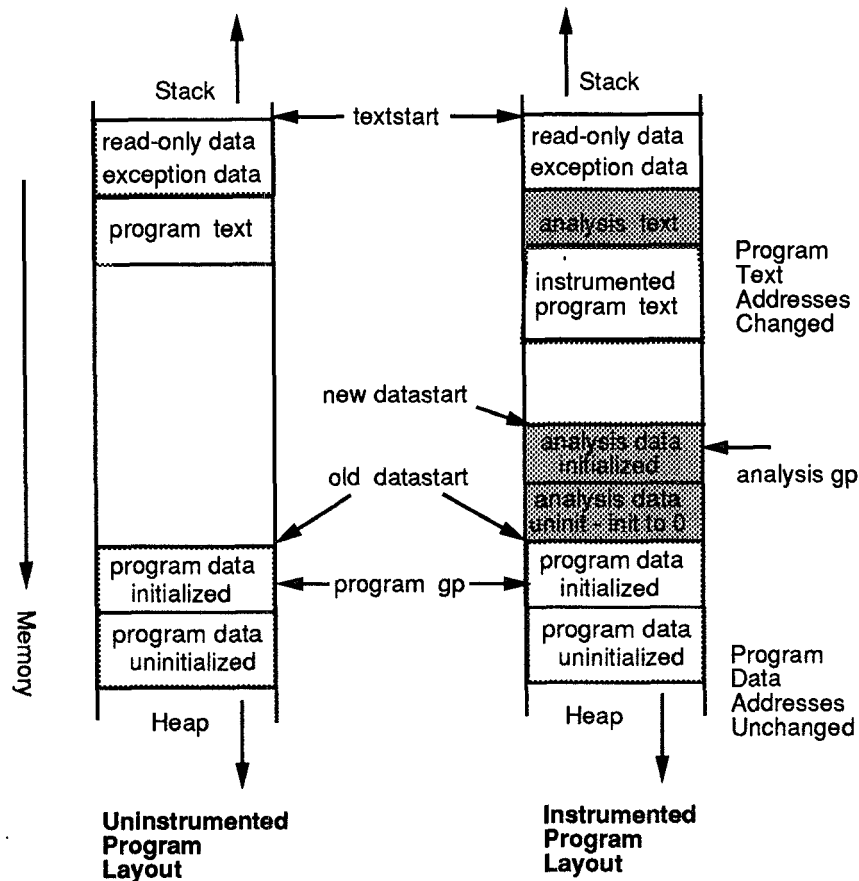 Stack
textstart
read-only data
exception data
program text
old datastart
program data
initialized
program gp
program data
uninitialized
Heap
Memory
Uninstrumented
Program
Layout
Stack
read-only data
exception data
analysis text
instrumented
program text
Program
Text
Addresses
Changed
new datastart
analysis data
initialized
analysis gp
analysis data
uninit - init to 0
program data
initialized
program data
uninitialized
Program
Data
Addresses
Unchanged
Heap
Instrumented
Program
Layout